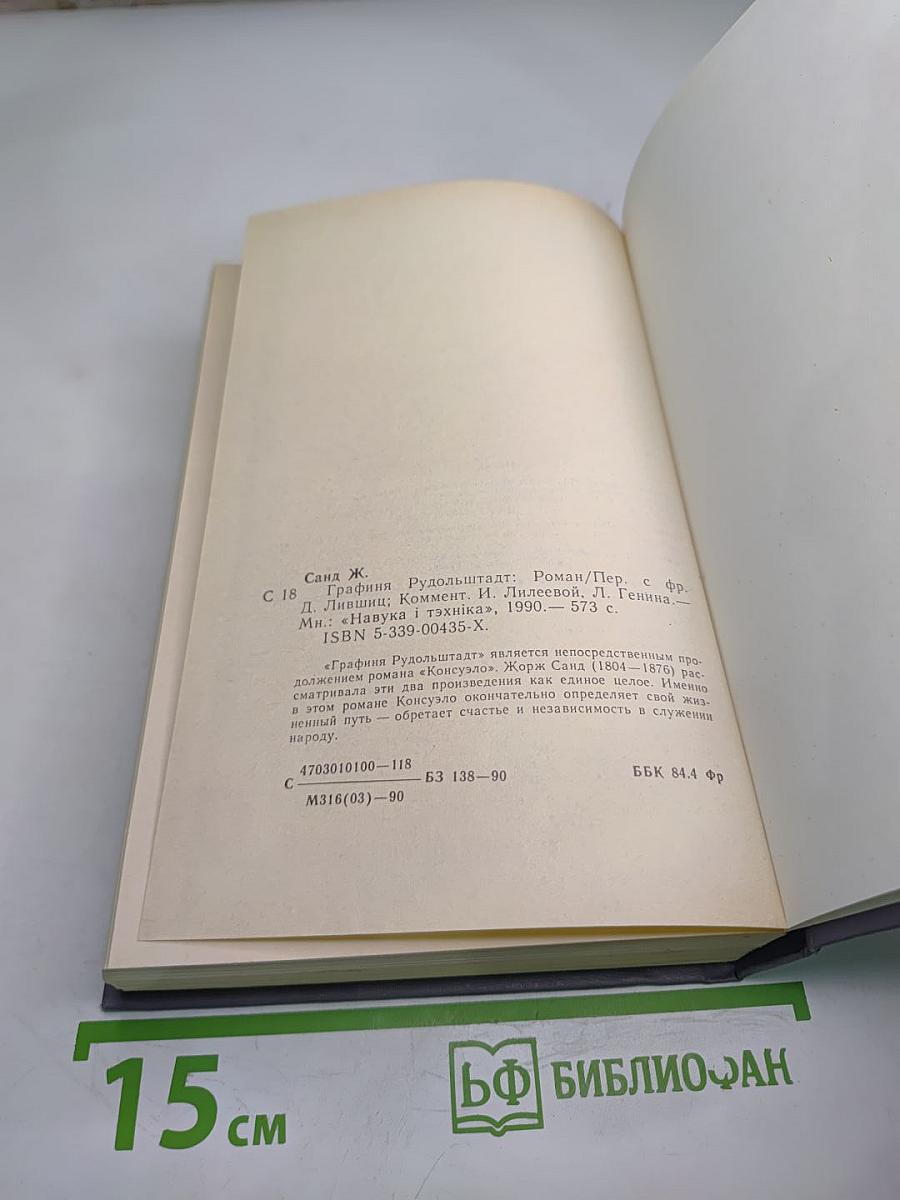 Санд Ж.
С 18 Графиня Рудольштадт: Роман/Пер. с фр.
Д. Лившиц; Коммент. И. Лилеевой, Л. Генина.—
Мн.: «Навука і тэхніка», 1990.— 573 с.
ISBN 5-339-00435-X.
«Графиня Рудольштадт» является непосредственным про-
должением романа «Консуэло». Жорж Санд (1804—1876) рас-
сматривала эти два произведения как единое целое. Именно
в этом романе Консуэло окончательно определяет свой жиз-
ненный путь — обретает счастье и независимость в служении
народу.
С 4703010100—118 БЗ 138—90 ББК 84.4 Фр
М316(03)—90
15 см
БФ БИБЛИОФАН